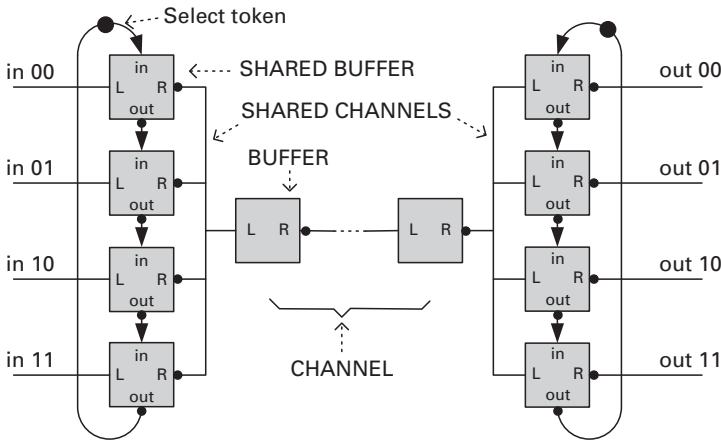 Select token
in 00
in
L R
out
SHARED BUFFER
in
L R
out
out 00
SHARED CHANNELS
in 01
in
L R
out
BUFFER
in
L R
out
out 01
L R
L R
in 10
in
L R
out
in
L R
out
out 10
in 11
in
L R
out
CHANNEL
in
L R
out
out 11